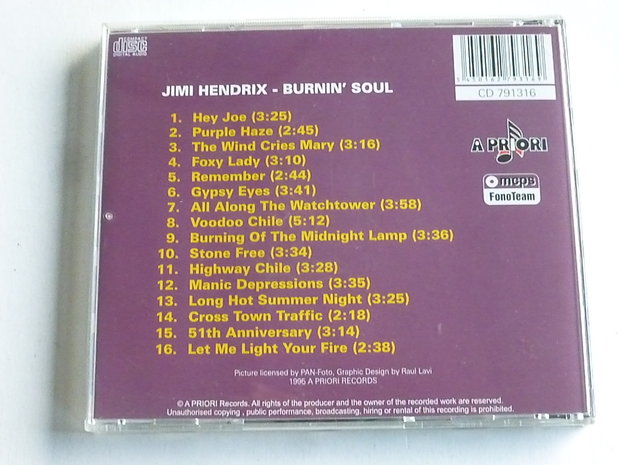 COMPACT
disc
DIGITAL AUDIO
CD 791316
JIMI HENDRIX - BURNIN' SOUL
1. Hey Joe (3:25)
2. Purple Haze (2:45)
3. The Wind Cries Mary (3:16)
4. Foxy Lady (3:10)
5. Remember (2:44)
6. Gypsy Eyes (3:41)
7. All Along The Watchtower (3:58)
8. Voodoo Chile (5:12)
9. Burning Of The Midnight Lamp (3:36)
10. Stone Free (3:34)
11. Highway Chile (3:28)
12. Manic Depressions (3:35)
13. Long Hot Summer Night (3:25)
14. Cross Town Traffic (2:18)
15. 51th Anniversary (3:14)
16. Let Me Light Your Fire (2:38)
A PRIORI
mcps
FonoTeam
Picture licensed by PAN-Foto, Graphic Design by Raul Lavi
1996 A PRIORI RECORDS
© A PRIORI Records. All rights of the producer and the owner of the recorded work are reserved.
Unauthorised copying , public performance, broadcasting, hiring or rental of this recording is prohibited.